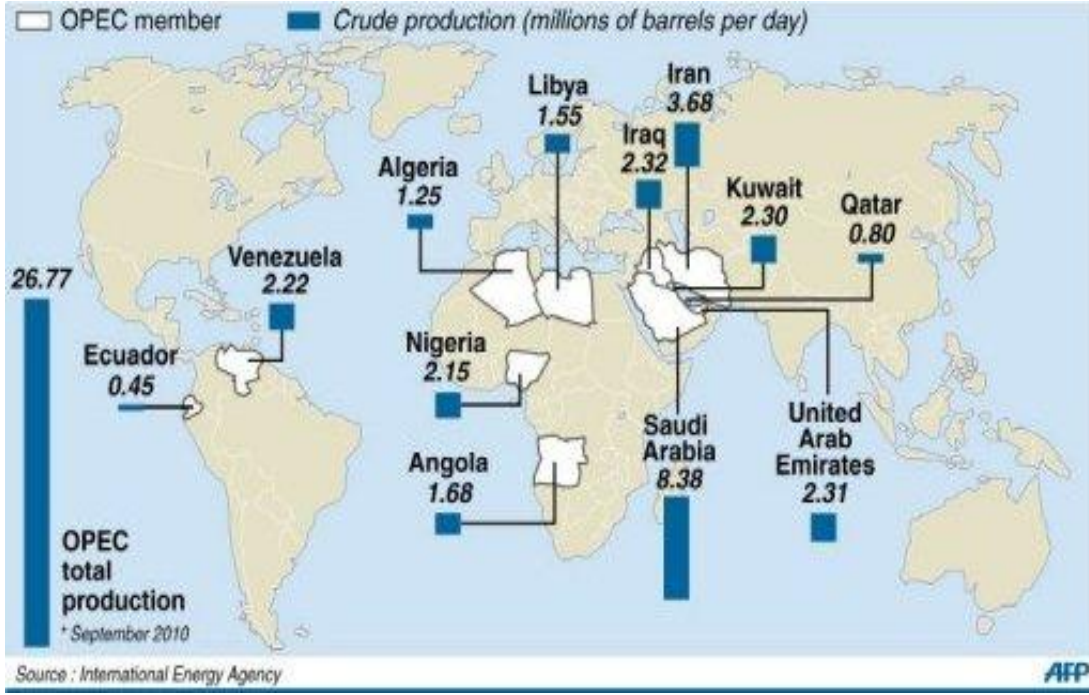 OPEC member
Crude production (millions of barrels per day)
Libya
1.55
Iran
3.68
Iraq
2.32
Algeria
1.25
Kuwait
2.30
Qatar
0.80
26.77
Venezuela
2.22
Ecuador
0.45
Nigeria
2.15
Saudi
Arabia
8.38
United
Arab
Emirates
2.31
Angola
1.68
OPEC
total
production
* September 2010
Source : International Energy Agency
AFP